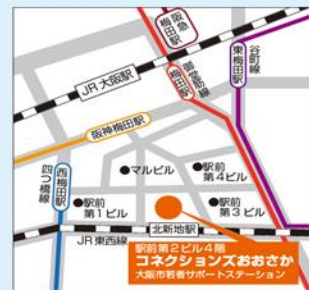 阪急
梅田駅
JR大阪駅
梅田駅
御堂筋線
東梅田駅
谷町線
阪神梅田駅
西梅田駅
四つ橋線
●マルビル
●駅前
第4ビル
●駅前
第1ビル
●駅前
第3ビル
北新地駅
JR東西線
駅前第2ビル4階
コネクションズおおさか
大阪市若者サポートステーション